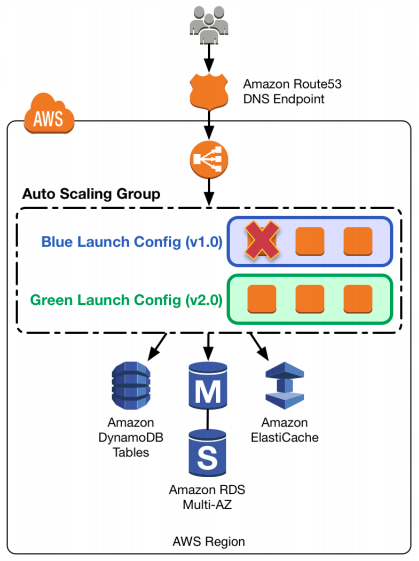 Amazon Route53
DNS Endpoint
AWS
Auto Scaling Group
Blue Launch Config (v1.0)
Green Launch Config (v2.0)
M
Amazon
DynamoDB
Tables
Amazon
ElastiCache
S
Amazon RDS
Multi-AZ
AWS Region